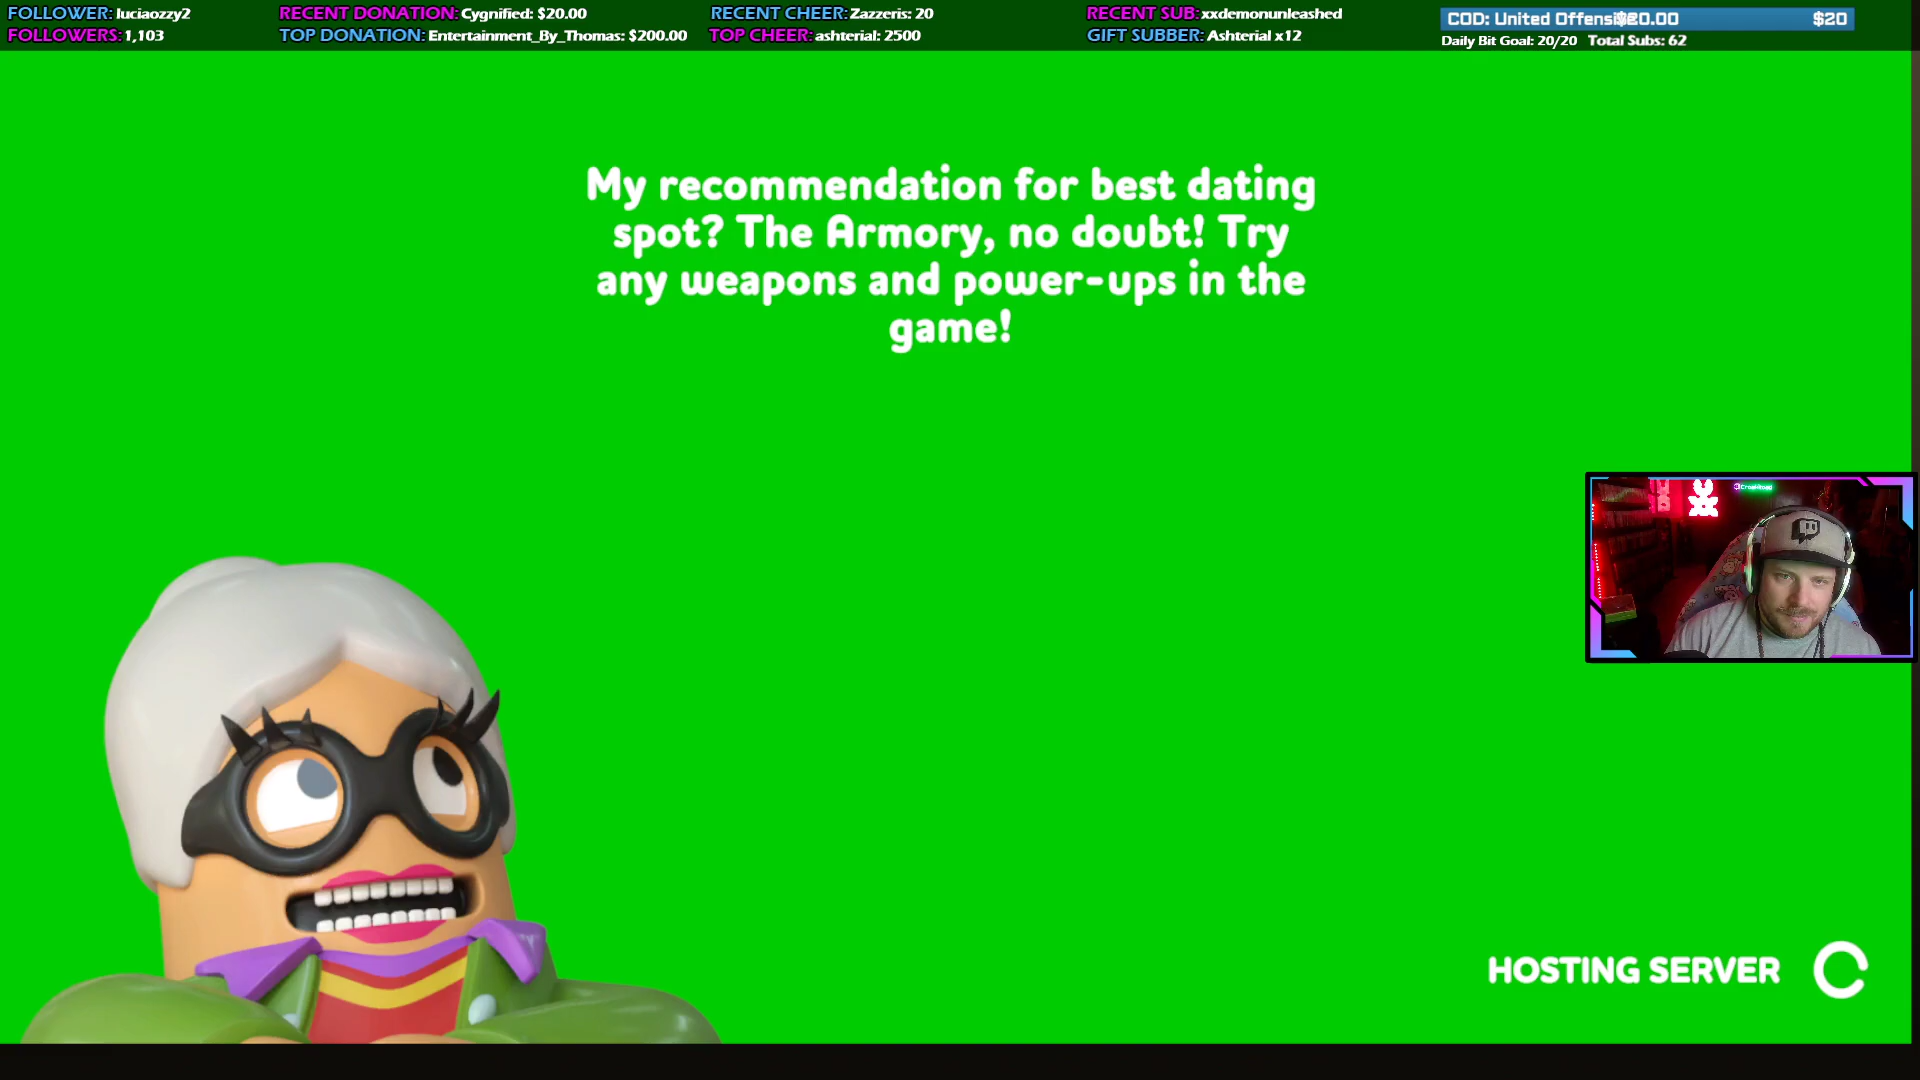 FOLLOWER: luciaozzy2
FOLLOWERS: 1,103
RECENT DONATION: Cygnified: $20.00
TOP DONATION: Entertainment_By_Thomas: $200.00
RECENT CHEER: Zazzeris: 20
TOP CHEER: ashterial: 2500
RECENT SUB: xxdemonunleashed
GIFT SUBBER: Ashterial x12
COD: United $20
Daily Bit Goal: 20/20 Total Subs: 62
My recommendation for best dating
spot? The Armory, no doubt! Try
any weapons and power-ups in the
game!
HOSTING SERVER